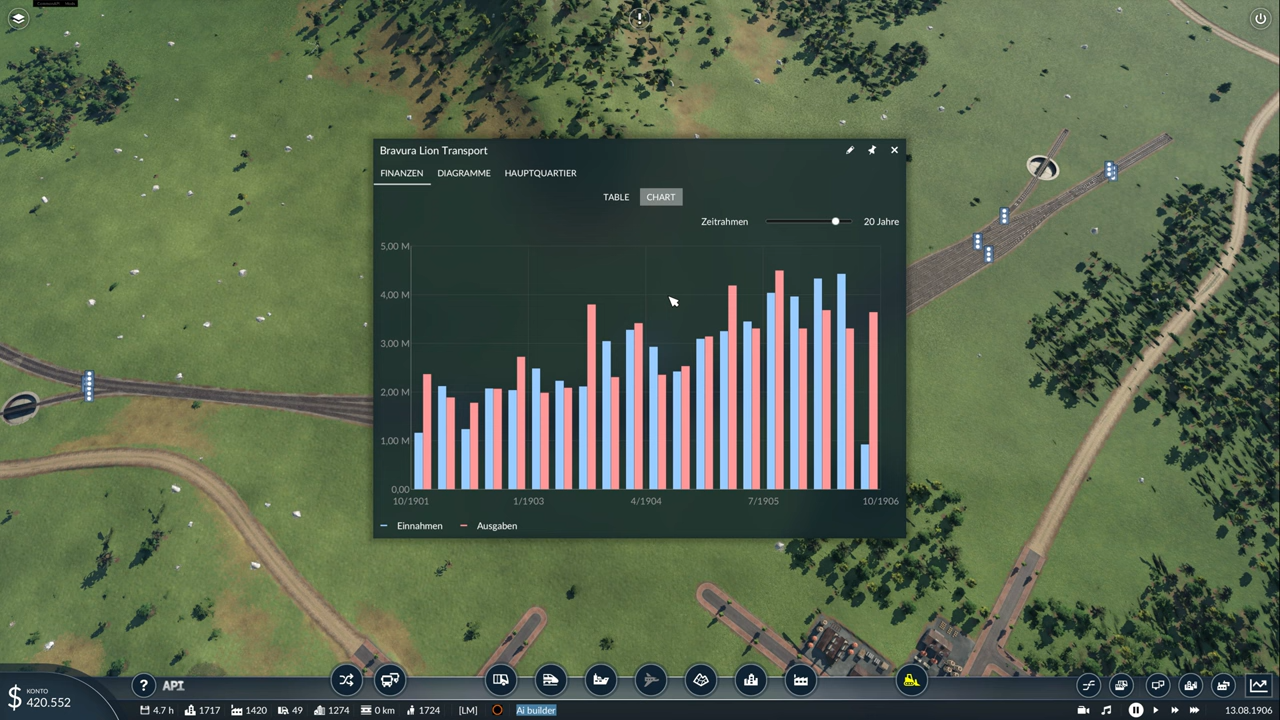 Bravura Lion Transport
FINANZEN DIAGRAMME HAUPTQUARTIER
TABLE CHART
Zeitrahmen 20 Jahre
5,00 M
4,00 M
3,00 M
2,00 M
1,00 M
0,00
10/1901 1/1903 4/1904 7/1905 10/1906
Einnahmen Ausgaben
? API
$ KONTO
420.552
4.7 h 1717 1420 49 1274 0 km 1724 [LM] Ai builder 13.08.1906